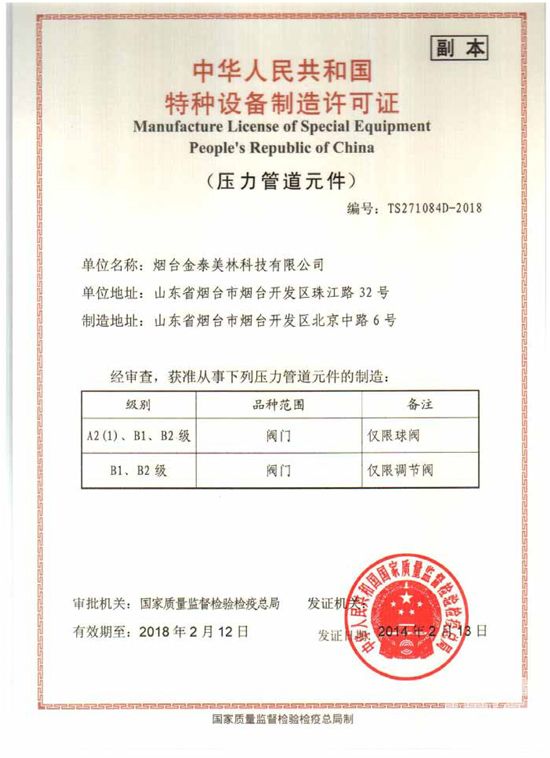 副 本
中华人民共和国
特种设备制造许可证
Manufacture License of Special Equipment
People's Republic of China
（压力管道元件）
编号：TS271084D-2018
单位名称：烟台金泰美林科技有限公司
单位地址：山东省烟台市烟台开发区珠江路 32 号
制造地址：山东省烟台市烟台开发区北京中路 6 号
经审查，获准从事下列压力管道元件的制造：
级别 品种范围 备注
A2(1)、B1、B2 级 阀门 仅限球阀
B1、B2 级 阀门 仅限调节阀
审批机关：国家质量监督检验检疫总局 发证机关：
中华人民共和国国家质量监督检验检疫总局
有效期至：2018 年 2 月 12 日 发证日期：2014 年 2 月 13 日
国家质量监督检验检疫总局制